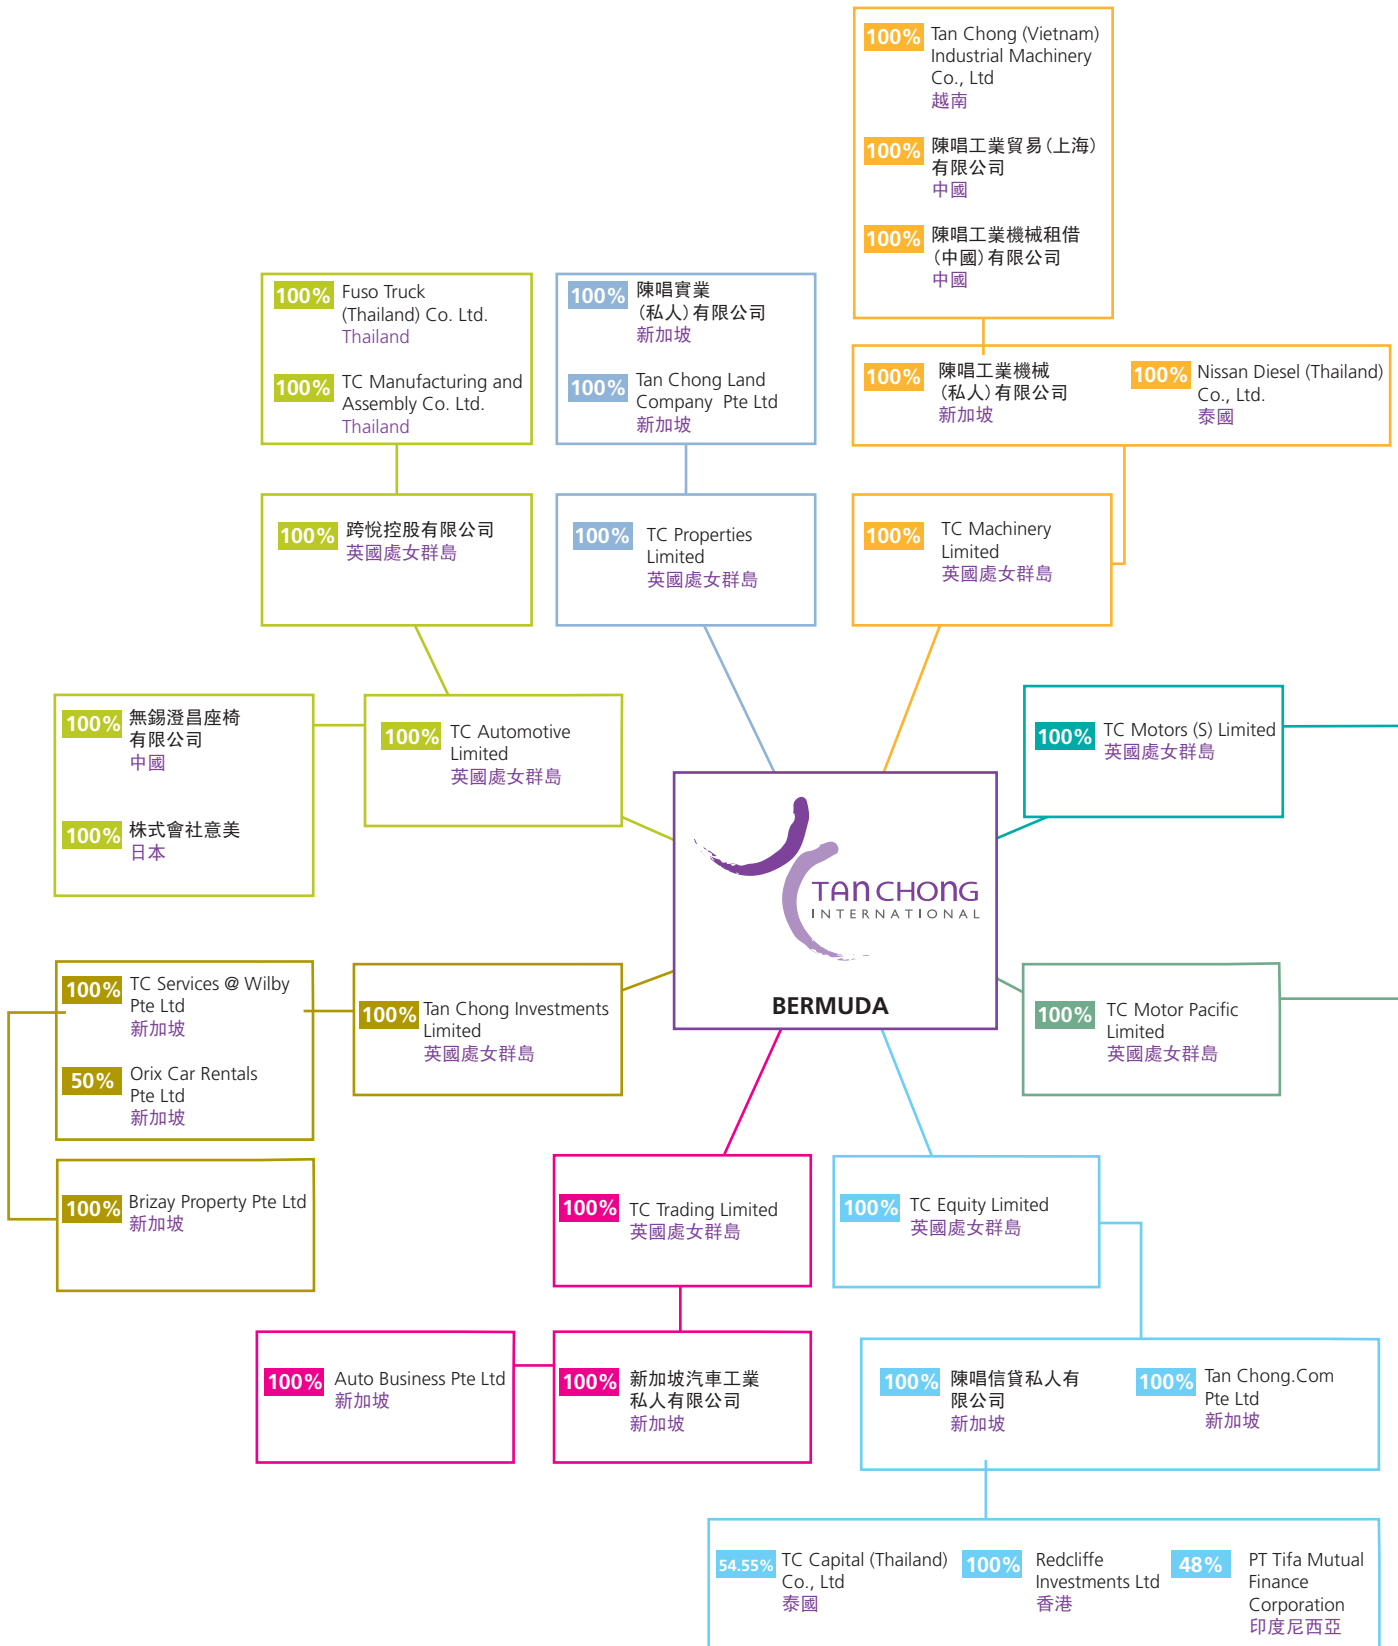 100% Tan Chong (Vietnam)
Industrial Machinery
Co., Ltd
越南
100% 陳唱工業貿易(上海)
有限公司
中國
100% 陳唱工業機械租借
(中國)有限公司
中國
100% Fuso Truck
(Thailand) Co. Ltd.
Thailand
100% TC Manufacturing and
Assembly Co. Ltd.
Thailand
100% 陳唱實業
(私人)有限公司
新加坡
100% Tan Chong Land
Company Pte Ltd
新加坡
100% 陳唱工業機械
(私人)有限公司
新加坡
100% Nissan Diesel (Thailand)
Co., Ltd.
泰國
100% 跨悅控股有限公司
英國處女群島
100% TC Properties
Limited
英國處女群島
100% TC Machinery
Limited
英國處女群島
100% 無錫澄昌座椅
有限公司
中國
100% 株式會社意美
日本
100% TC Automotive
Limited
英國處女群島
100% TC Motors (S) Limited
英國處女群島
TAN CHONG
INTERNATIONAL
BERMUDA
100% TC Services @ Wilby
Pte Ltd
新加坡
50% Orix Car Rentals
Pte Ltd
新加坡
100% Tan Chong Investments
Limited
英國處女群島
100% TC Motor Pacific
Limited
英國處女群島
100% Brizay Property Pte Ltd
新加坡
100% TC Trading Limited
英國處女群島
100% TC Equity Limited
英國處女群島
100% Auto Business Pte Ltd
新加坡
100% 新加坡汽車工業
私人有限公司
新加坡
100% 陳唱信貸私人有
限公司
新加坡
100% Tan Chong.Com
Pte Ltd
新加坡
54.55% TC Capital (Thailand)
Co., Ltd
泰國
100% Redcliffe
Investments Ltd
香港
48% PT Tifa Mutual
Finance
Corporation
印度尼西亞